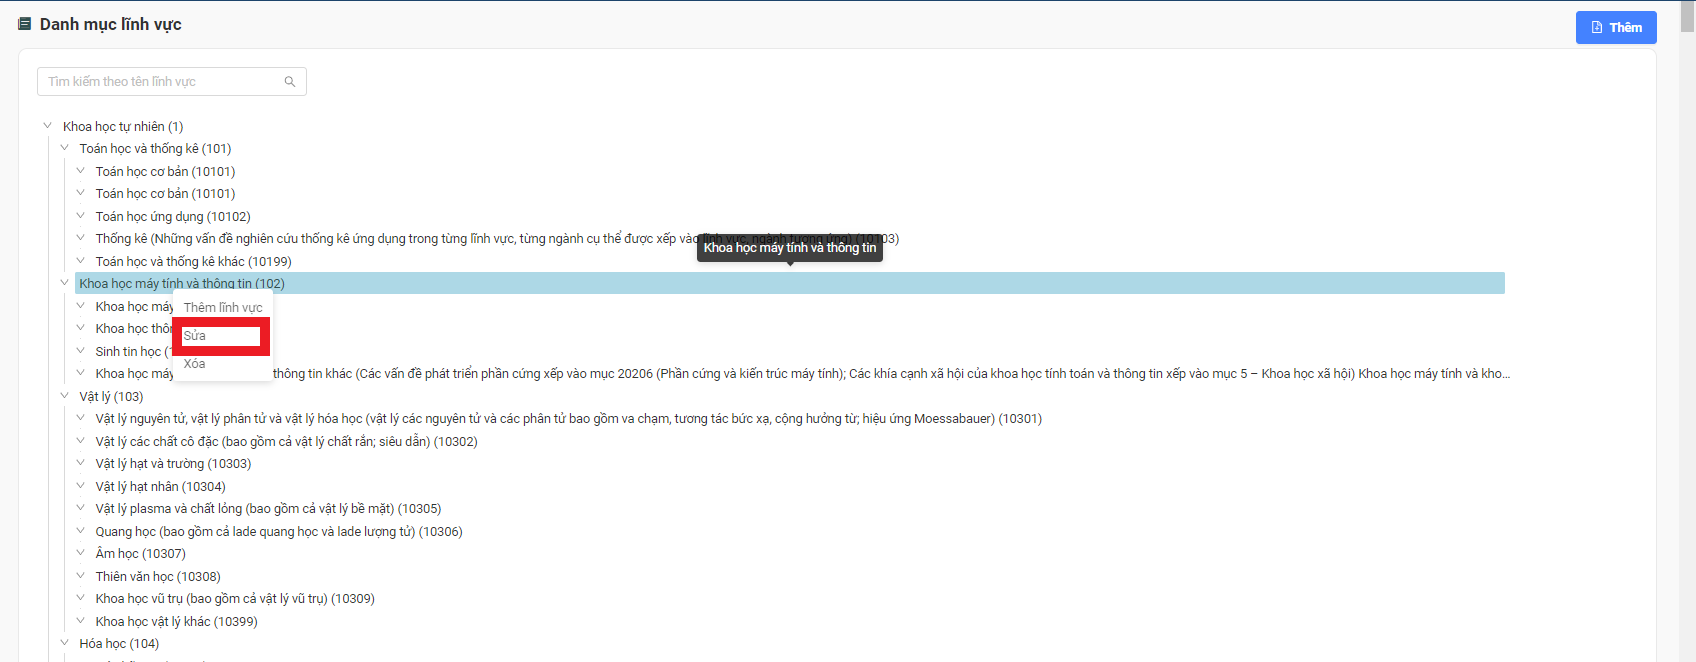 Danh mục lĩnh vực
Thêm
Tìm kiếm theo tên lĩnh vực
Khoa học tự nhiên (1)
Toán học và thống kê (101)
Toán học cơ bản (10101)
Toán học cơ bản (10101)
Toán học ứng dụng (10102)
Thống kê (Những vấn đề nghiên cứu thống kê ứng dụng trong từng lĩnh vực, từng ngành cụ thể được xếp vào lĩnh vực, ngành tương ứng) (10103)
Khoa học máy tính và thông tin
Toán học và thống kê khác (10199)
Khoa học máy tính và thông tin (102)
Khoa học máy
Thêm lĩnh vực
Khoa học
Sửa
Sinh tin học (
Xóa
Khoa học máy thông tin khác (Các vấn đề phát triển phần cứng xếp vào mục 20206 (Phần cứng và kiến trúc máy tính); Các khía cạnh xã hội của khoa học tính toán và thông tin xếp vào mục 5 – Khoa học xã hội) Khoa học máy tính và kho...
Vật lý (103)
Vật lý nguyên tử, vật lý phân tử và vật lý hóa học (vật lý các nguyên tử và các phân tử bao gồm va chạm, tương tác bức xạ, cộng hưởng từ; hiệu ứng Moessabauer) (10301)
Vật lý các chất cô đặc (bao gồm cả vật lý chất rắn; siêu dẫn) (10302)
Vật lý hạt và trường (10303)
Vật lý hạt nhân (10304)
Vật lý plasma và chất lỏng (bao gồm cả vật lý bề mặt) (10305)
Quang học (bao gồm cả lade quang học và lade lượng tử) (10306)
Âm học (10307)
Thiên văn học (10308)
Khoa học vũ trụ (bao gồm cả vật lý vũ trụ) (10309)
Khoa học vật lý khác (10399)
Hóa học (104)